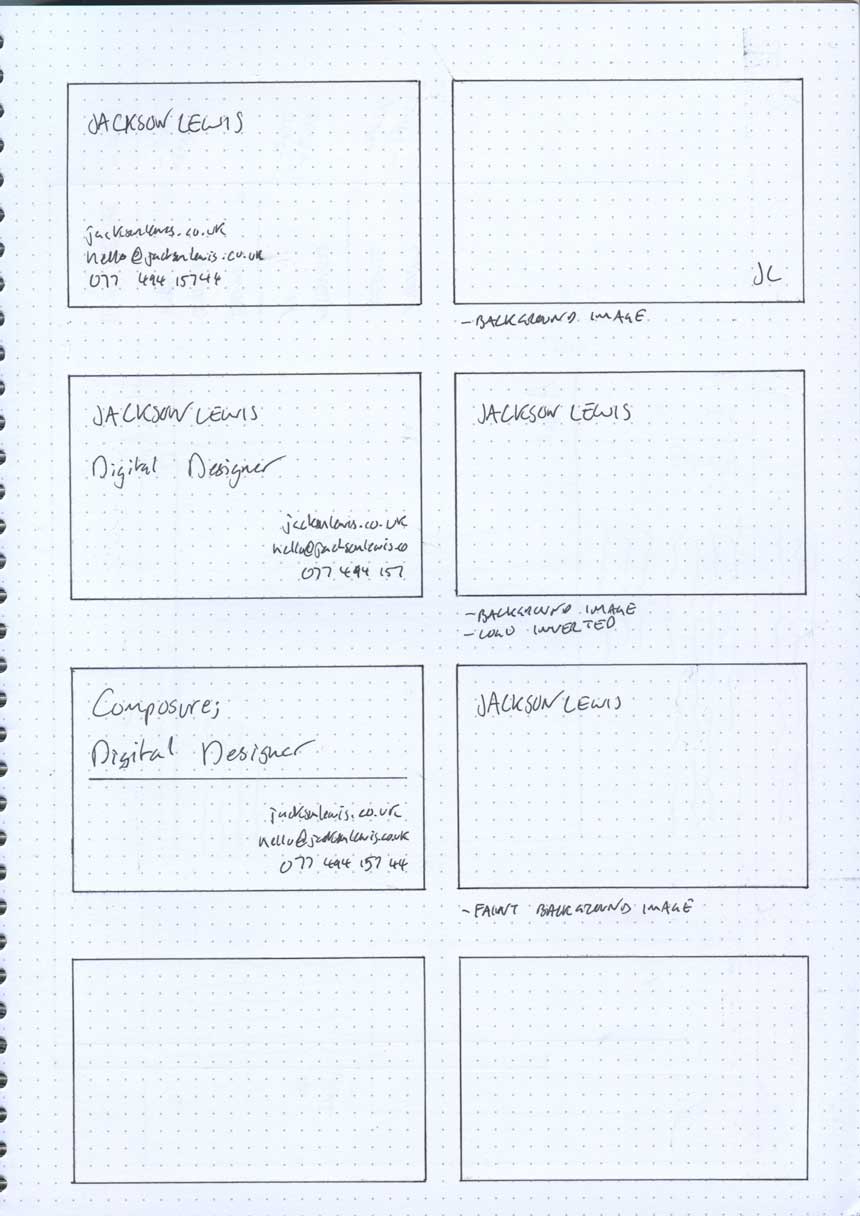 JACKSON LEWIS
jacksonlewis.co.uk
hello@jacksonlewis.co.uk
077 494 15744
JL
-BACKGROUND IMAGE
JACKSON LEWIS
Digital Designer
jacksonlewis.co.uk
hello@jacksonlewis.co
077 494 157
JACKSON LEWIS
-BACKGROUND IMAGE
-LOGO INVERTED
Composure;
Digital Designer
jacksonlewis.co.uk
hello@jacksonlewis.co.uk
077 494 157 44
JACKSON LEWIS
-FAINT BACKGROUND IMAGE